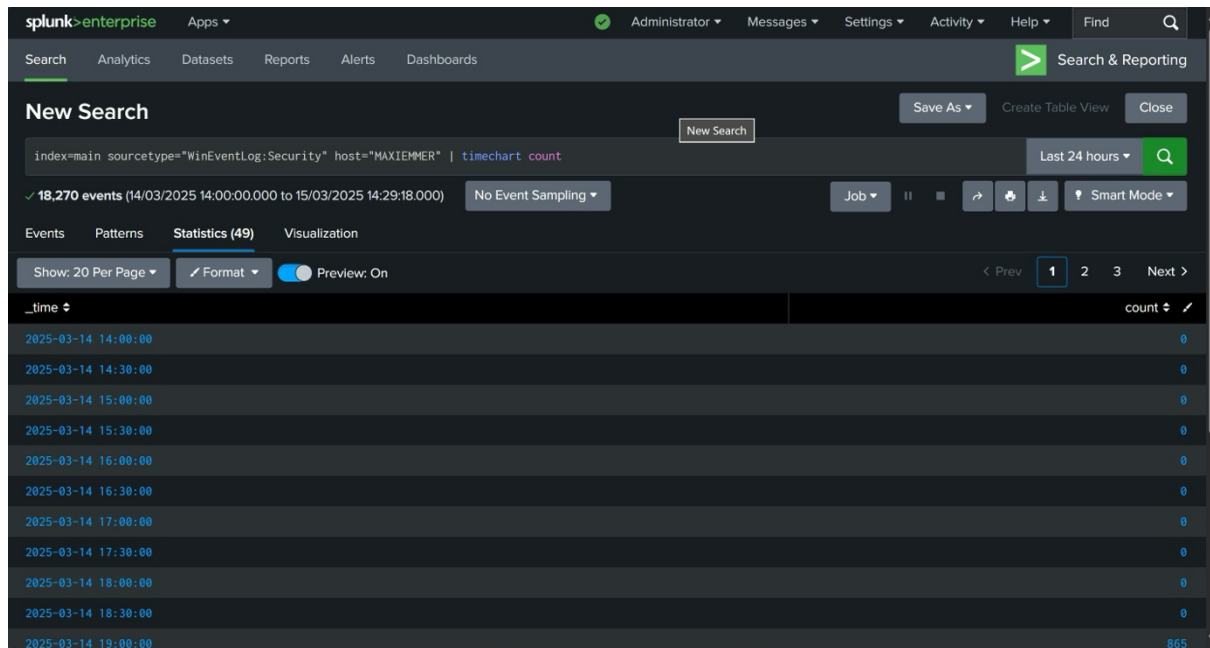 splunk>enterprise Apps Administrator Messages Settings Activity Help Find
Search Analytics Datasets Reports Alerts Dashboards Search & Reporting
New Search Save As Create Table View Close
New Search
index=main sourcetype="WinEventLog:Security" host="MAXIEMMER" | timechart count Last 24 hours
18,270 events (14/03/2025 14:00:00.000 to 15/03/2025 14:29:18.000) No Event Sampling Job Smart Mode
Events Patterns Statistics (49) Visualization
Show: 20 Per Page Format Preview: On < Prev 1 2 3 Next >
_time count
2025-03-14 14:00:00 0
2025-03-14 14:30:00 0
2025-03-14 15:00:00 0
2025-03-14 15:30:00 0
2025-03-14 16:00:00 0
2025-03-14 16:30:00 0
2025-03-14 17:00:00 0
2025-03-14 17:30:00 0
2025-03-14 18:00:00 0
2025-03-14 18:30:00 0
2025-03-14 19:00:00 865